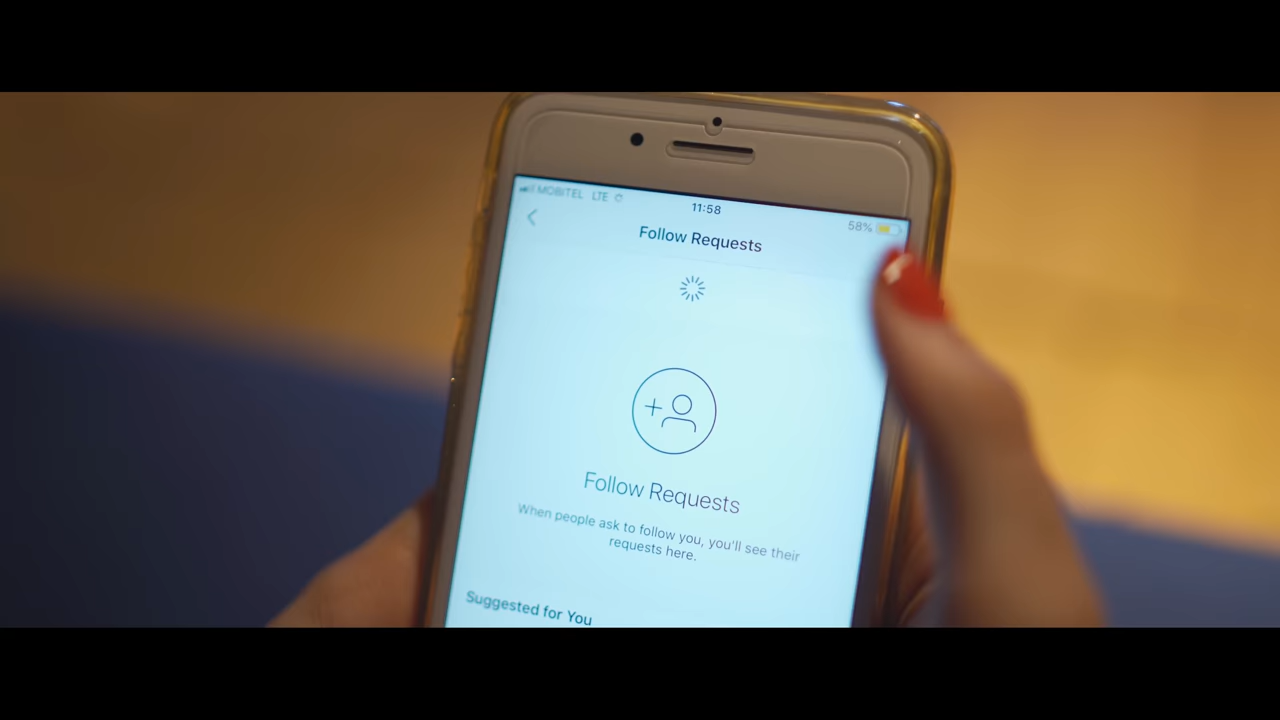 MOBITEL LTE
11:58
58%
Follow Requests
Follow Requests
When people ask to follow you, you'll see their
requests here.
Suggested for You